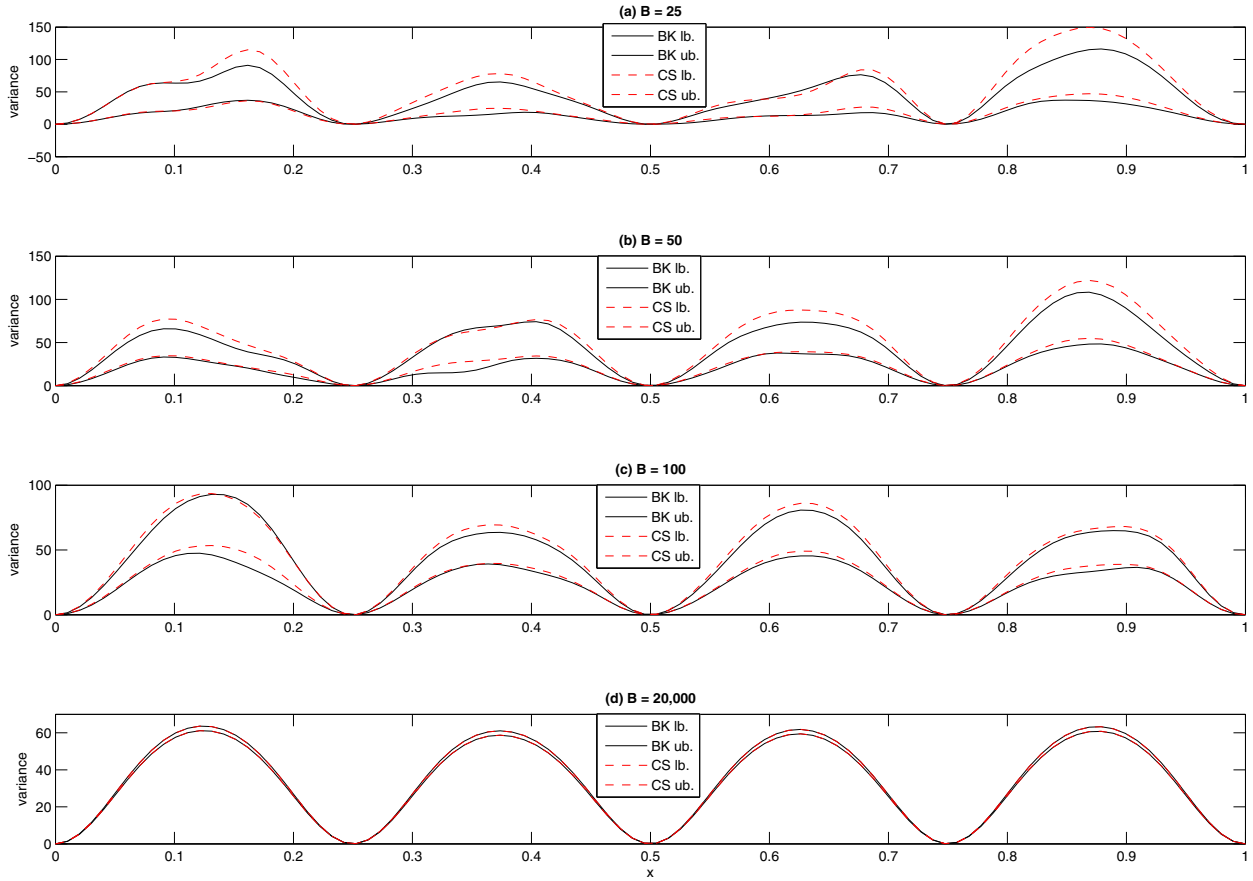 (a) B = 25
150
100
50
0
−50
variance
BK lb.
BK ub.
CS lb.
CS ub.
0 0.1 0.2 0.3 0.4 0.5 0.6 0.7 0.8 0.9 1
(b) B = 50
150
100
50
0
variance
BK lb.
BK ub.
CS lb.
CS ub.
0 0.1 0.2 0.3 0.4 0.5 0.6 0.7 0.8 0.9 1
(c) B = 100
100
50
0
variance
BK lb.
BK ub.
CS lb.
CS ub.
0 0.1 0.2 0.3 0.4 0.5 0.6 0.7 0.8 0.9 1
(d) B = 20,000
60
40
20
0
variance
BK lb.
BK ub.
CS lb.
CS ub.
0 0.1 0.2 0.3 0.4 0.5 0.6 0.7 0.8 0.9 1
x